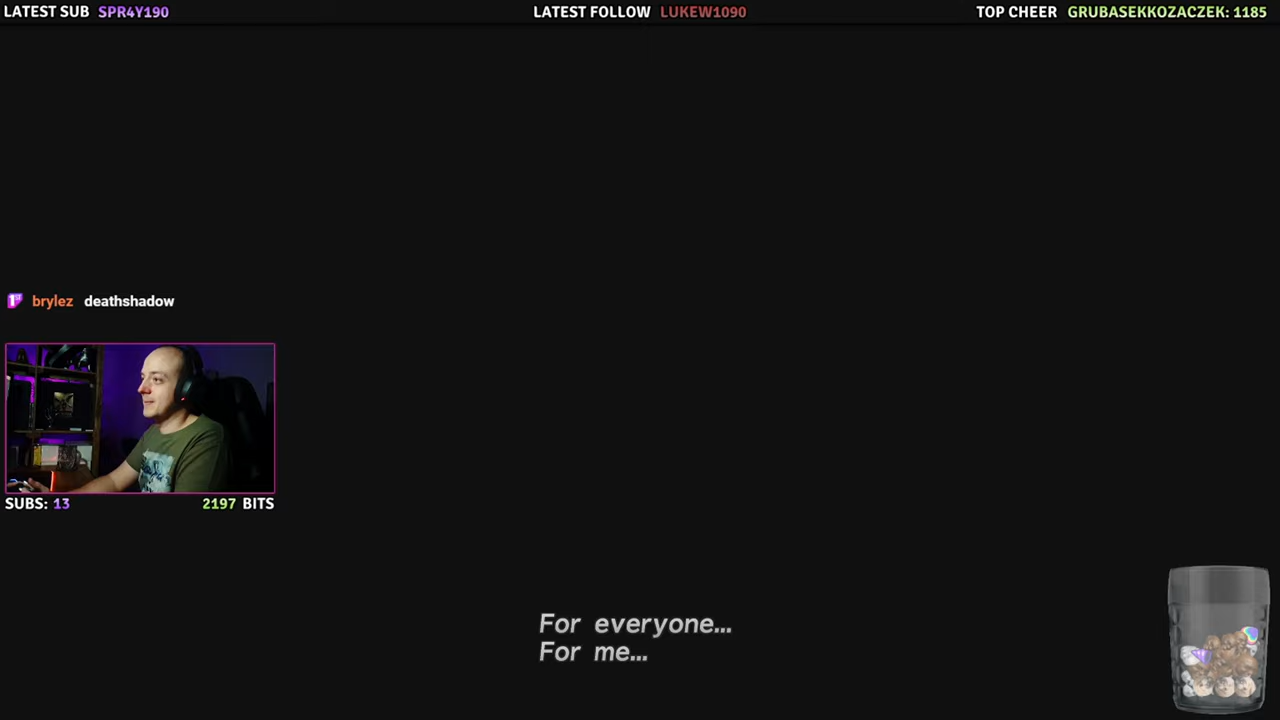 LATEST SUB SPR4Y190
LATEST FOLLOW LUKEW1090
TOP CHEER GRUBASEKKOZACZEK: 1185
brylez deathshadow
SUBS: 13
2197 BITS
For everyone...
For me...